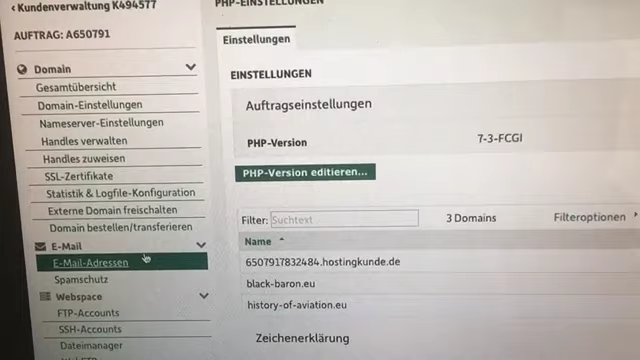 ‹ Kundenverwaltung K494577
AUFTRAG: A650791
Domain
Gesamtübersicht
Domain-Einstellungen
Nameserver-Einstellungen
Handles verwalten
Handles zuweisen
SSL-Zertifikate
Statistik & Logfile-Konfiguration
Externe Domain freischalten
Domain bestellen/transferieren
E-Mail
E-Mail-Adressen
Spamschutz
Webspace
FTP-Accounts
SSH-Accounts
Dateimanager
PHP-EINSTELLUNGEN
Einstellungen
EINSTELLUNGEN
Auftragseinstellungen
PHP-Version 7-3-FCGI
PHP-Version editieren...
Filter: Suchtext 3 Domains Filteroptionen
Name
6507917832484.hostingkunde.de
black-baron.eu
history-of-aviation.eu
Zeichenerklärung